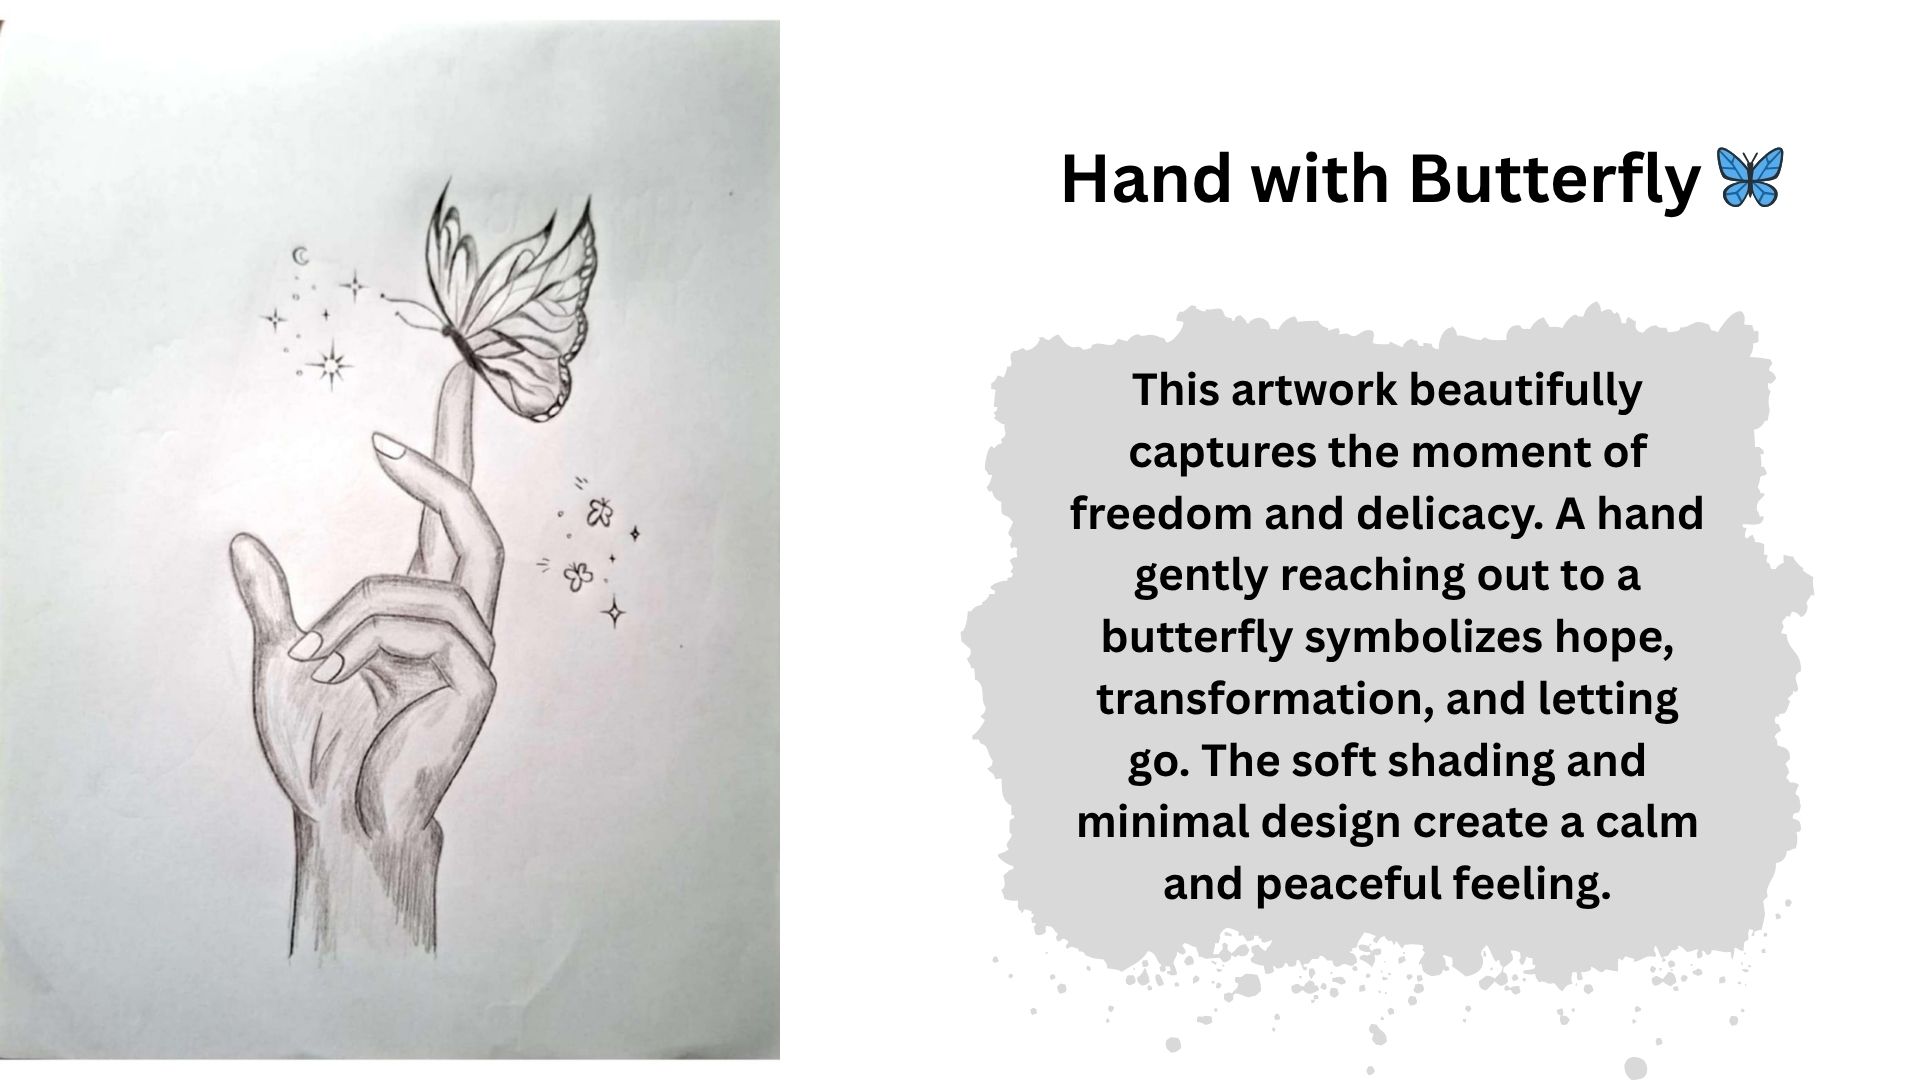 Hand with Butterfly 🦋
This artwork beautifully
captures the moment of
freedom and delicacy. A hand
gently reaching out to a
butterfly symbolizes hope,
transformation, and letting
go. The soft shading and
minimal design create a calm
and peaceful feeling.